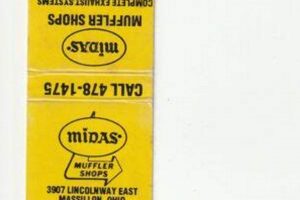 COMPLETE EXHAUST SYSTEMS
MUFFLER SHOPS
MIDAS
CALL 478-1475
MIDAS
MUFFLER
SHOPS
3907 LINCOLNWAY EAST
MASSILLON, OHIO